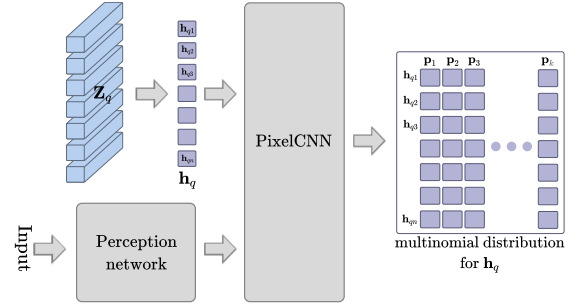 Z_q
h_q1
h_q2
h_q3
h_qn
h_q
Input
Perception
network
PixelCNN
p_1 p_2 p_3 p_k
h_q1
h_q2
h_q3
h_qn
multinomial distribution
for h_q